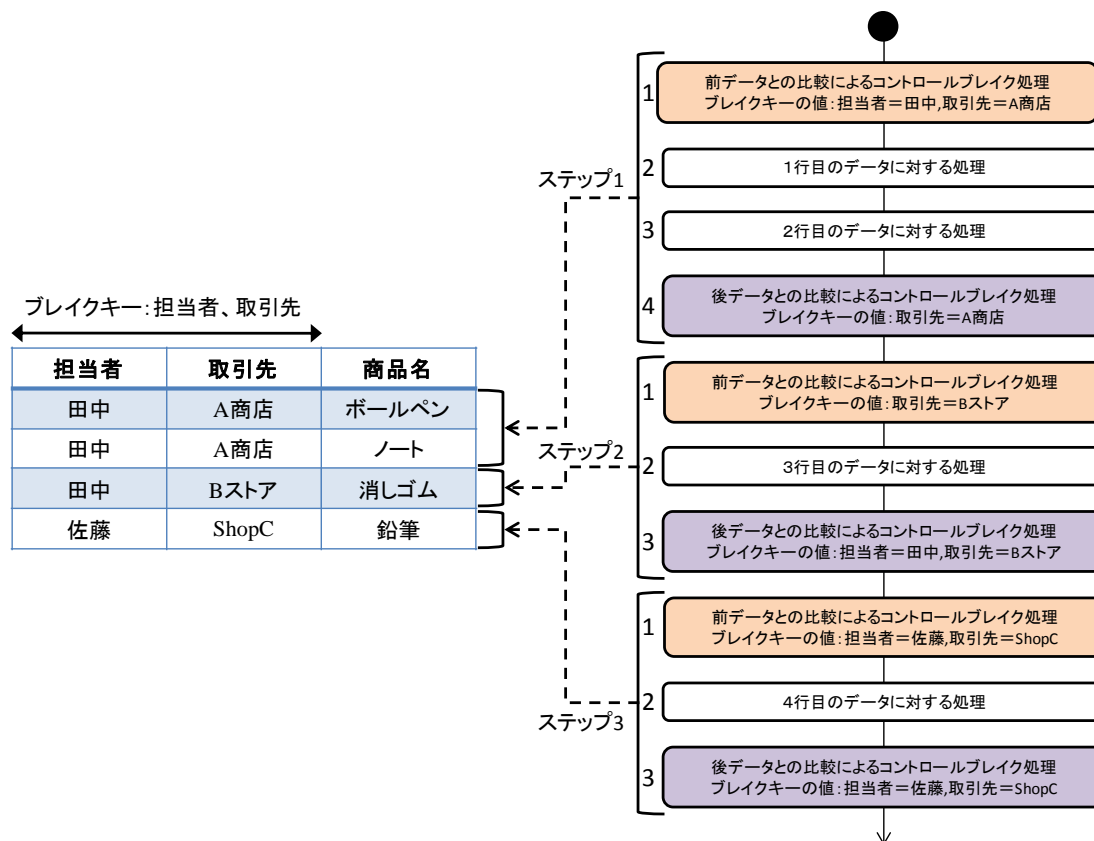 ブレイクキー：担当者、取引先
担当者 取引先 商品名
田中 A商店 ボールペン
田中 A商店 ノート
田中 Bストア 消しゴム
佐藤 ShopC 鉛筆
ステップ1
1
前データとの比較によるコントロールブレイク処理
ブレイクキーの値：担当者＝田中,取引先＝A商店
2
1行目のデータに対する処理
3
2行目のデータに対する処理
4
後データとの比較によるコントロールブレイク処理
ブレイクキーの値：取引先＝A商店
ステップ2
1
前データとの比較によるコントロールブレイク処理
ブレイクキーの値：取引先＝Bストア
2
3行目のデータに対する処理
3
後データとの比較によるコントロールブレイク処理
ブレイクキーの値：担当者＝田中,取引先＝Bストア
ステップ3
1
前データとの比較によるコントロールブレイク処理
ブレイクキーの値：担当者＝佐藤,取引先＝ShopC
2
4行目のデータに対する処理
3
後データとの比較によるコントロールブレイク処理
ブレイクキーの値：担当者＝佐藤,取引先＝ShopC